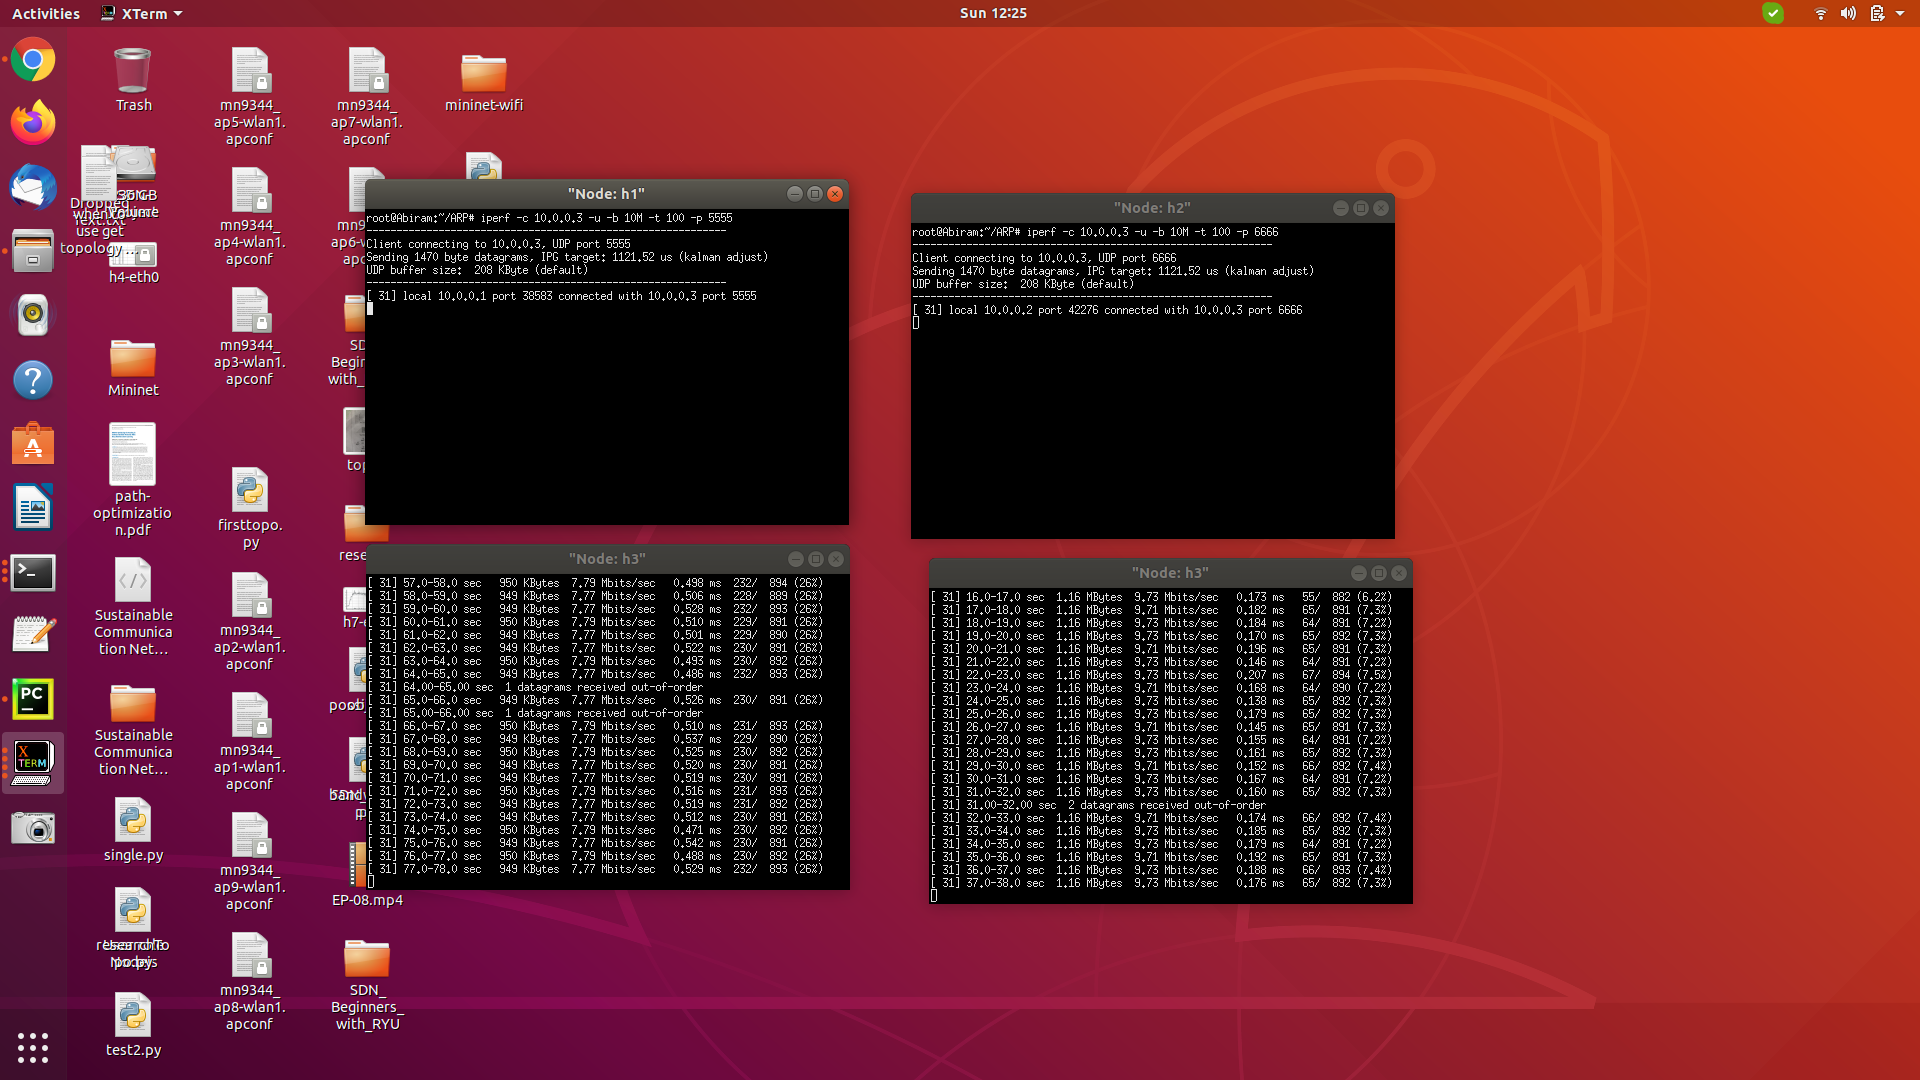 Activities
XTerm
Sun 12:25
Trash
mn9344_
ap5-wlan1.
apconf
mn9344_
ap7-wlan1.
apconf
mininet-wifi
Dropped
Text.txt
use get
topology ...
h4-eth0
mn9344_
ap4-wlan1.
apconf
Mininet
mn9344_
ap3-wlan1.
apconf
path-
optimizatio
n.pdf
firsttopo.
py
Sustainable
Communica
tion Net...
mn9344_
ap2-wlan1.
apconf
Sustainable
Communica
tion Net...
mn9344_
ap1-wlan1.
apconf
single.py
mn9344_
ap9-wlan1.
apconf
EP-08.mp4
mn9344_
ap8-wlan1.
apconf
SDN_
Beginners_
with_RYU
test2.py
PC
X
TERM
"Node: h1"
root@Abiram:~/ARP# iperf -c 10.0.0.3 -u -b 10M -t 100 -p 5555
------------------------------------------------------------
Client connecting to 10.0.0.3, UDP port 5555
Sending 1470 byte datagrams, IPG target: 1121.52 us (kalman adjust)
UDP buffer size:  208 KByte (default)
------------------------------------------------------------
[ 31] local 10.0.0.1 port 38583 connected with 10.0.0.3 port 5555
"Node: h2"
root@Abiram:~/ARP# iperf -c 10.0.0.3 -u -b 10M -t 100 -p 6666
------------------------------------------------------------
Client connecting to 10.0.0.3, UDP port 6666
Sending 1470 byte datagrams, IPG target: 1121.52 us (kalman adjust)
UDP buffer size:  208 KByte (default)
------------------------------------------------------------
[ 31] local 10.0.0.2 port 42276 connected with 10.0.0.3 port 6666
"Node: h3"
[ 31] 57.0-58.0 sec   950 KBytes  7.79 Mbits/sec   0.498 ms  232/  894 (26%)
[ 31] 58.0-59.0 sec   949 KBytes  7.77 Mbits/sec   0.506 ms  228/  889 (26%)
[ 31] 59.0-60.0 sec   949 KBytes  7.77 Mbits/sec   0.528 ms  232/  893 (26%)
[ 31] 60.0-61.0 sec   950 KBytes  7.79 Mbits/sec   0.510 ms  229/  891 (26%)
[ 31] 61.0-62.0 sec   949 KBytes  7.77 Mbits/sec   0.501 ms  229/  890 (26%)
[ 31] 62.0-63.0 sec   949 KBytes  7.77 Mbits/sec   0.522 ms  230/  891 (26%)
[ 31] 63.0-64.0 sec   950 KBytes  7.79 Mbits/sec   0.493 ms  230/  892 (26%)
[ 31] 64.0-65.0 sec   949 KBytes  7.77 Mbits/sec   0.486 ms  232/  893 (26%)
[ 31] 64.00-65.00 sec  1 datagrams received out-of-order
[ 31] 65.0-66.0 sec   949 KBytes  7.77 Mbits/sec   0.526 ms  230/  891 (26%)
[ 31] 65.00-66.00 sec  1 datagrams received out-of-order
[ 31] 66.0-67.0 sec   950 KBytes  7.79 Mbits/sec   0.510 ms  231/  893 (26%)
[ 31] 67.0-68.0 sec   949 KBytes  7.77 Mbits/sec   0.537 ms  229/  890 (26%)
[ 31] 68.0-69.0 sec   950 KBytes  7.79 Mbits/sec   0.525 ms  230/  892 (26%)
[ 31] 69.0-70.0 sec   949 KBytes  7.77 Mbits/sec   0.520 ms  230/  891 (26%)
[ 31] 70.0-71.0 sec   949 KBytes  7.77 Mbits/sec   0.519 ms  230/  891 (26%)
[ 31] 71.0-72.0 sec   950 KBytes  7.79 Mbits/sec   0.516 ms  231/  893 (26%)
[ 31] 72.0-73.0 sec   949 KBytes  7.77 Mbits/sec   0.519 ms  231/  892 (26%)
[ 31] 73.0-74.0 sec   949 KBytes  7.77 Mbits/sec   0.512 ms  230/  891 (26%)
[ 31] 74.0-75.0 sec   950 KBytes  7.79 Mbits/sec   0.471 ms  230/  892 (26%)
[ 31] 75.0-76.0 sec   949 KBytes  7.77 Mbits/sec   0.542 ms  230/  891 (26%)
[ 31] 76.0-77.0 sec   950 KBytes  7.79 Mbits/sec   0.488 ms  230/  892 (26%)
[ 31] 77.0-78.0 sec   949 KBytes  7.77 Mbits/sec   0.529 ms  232/  893 (26%)
"Node: h3"
[ 31] 16.0-17.0 sec  1.16 MBytes  9.73 Mbits/sec   0.173 ms   55/  882 (6.2%)
[ 31] 17.0-18.0 sec  1.16 MBytes  9.71 Mbits/sec   0.182 ms   65/  891 (7.3%)
[ 31] 18.0-19.0 sec  1.16 MBytes  9.73 Mbits/sec   0.184 ms   64/  891 (7.2%)
[ 31] 19.0-20.0 sec  1.16 MBytes  9.73 Mbits/sec   0.170 ms   65/  892 (7.3%)
[ 31] 20.0-21.0 sec  1.16 MBytes  9.71 Mbits/sec   0.196 ms   65/  891 (7.3%)
[ 31] 21.0-22.0 sec  1.16 MBytes  9.73 Mbits/sec   0.146 ms   64/  891 (7.2%)
[ 31] 22.0-23.0 sec  1.16 MBytes  9.73 Mbits/sec   0.207 ms   67/  894 (7.5%)
[ 31] 23.0-24.0 sec  1.16 MBytes  9.71 Mbits/sec   0.168 ms   64/  890 (7.2%)
[ 31] 24.0-25.0 sec  1.16 MBytes  9.73 Mbits/sec   0.138 ms   65/  892 (7.3%)
[ 31] 25.0-26.0 sec  1.16 MBytes  9.73 Mbits/sec   0.179 ms   65/  892 (7.3%)
[ 31] 26.0-27.0 sec  1.16 MBytes  9.71 Mbits/sec   0.145 ms   65/  891 (7.3%)
[ 31] 27.0-28.0 sec  1.16 MBytes  9.73 Mbits/sec   0.155 ms   64/  891 (7.2%)
[ 31] 28.0-29.0 sec  1.16 MBytes  9.73 Mbits/sec   0.161 ms   65/  892 (7.3%)
[ 31] 29.0-30.0 sec  1.16 MBytes  9.71 Mbits/sec   0.152 ms   66/  892 (7.4%)
[ 31] 30.0-31.0 sec  1.16 MBytes  9.73 Mbits/sec   0.167 ms   64/  891 (7.2%)
[ 31] 31.0-32.0 sec  1.16 MBytes  9.73 Mbits/sec   0.160 ms   65/  892 (7.3%)
[ 31] 31.00-32.00 sec  2 datagrams received out-of-order
[ 31] 32.0-33.0 sec  1.16 MBytes  9.71 Mbits/sec   0.174 ms   66/  892 (7.4%)
[ 31] 33.0-34.0 sec  1.16 MBytes  9.73 Mbits/sec   0.185 ms   65/  892 (7.3%)
[ 31] 34.0-35.0 sec  1.16 MBytes  9.73 Mbits/sec   0.179 ms   64/  891 (7.2%)
[ 31] 35.0-36.0 sec  1.16 MBytes  9.71 Mbits/sec   0.192 ms   65/  891 (7.3%)
[ 31] 36.0-37.0 sec  1.16 MBytes  9.73 Mbits/sec   0.188 ms   66/  893 (7.4%)
[ 31] 37.0-38.0 sec  1.16 MBytes  9.73 Mbits/sec   0.176 ms   65/  892 (7.3%)